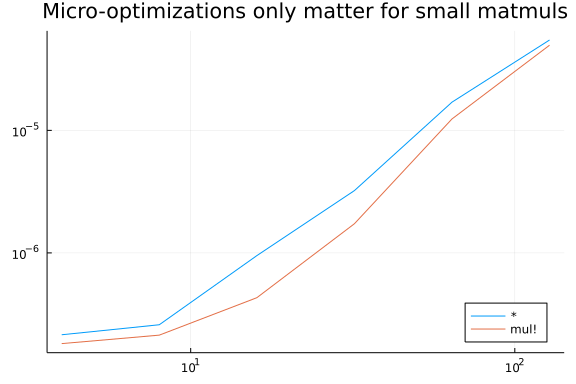 Micro-optimizations only matter for small matmuls
10⁻⁵
10⁻⁶
10¹
10²
*
mul!